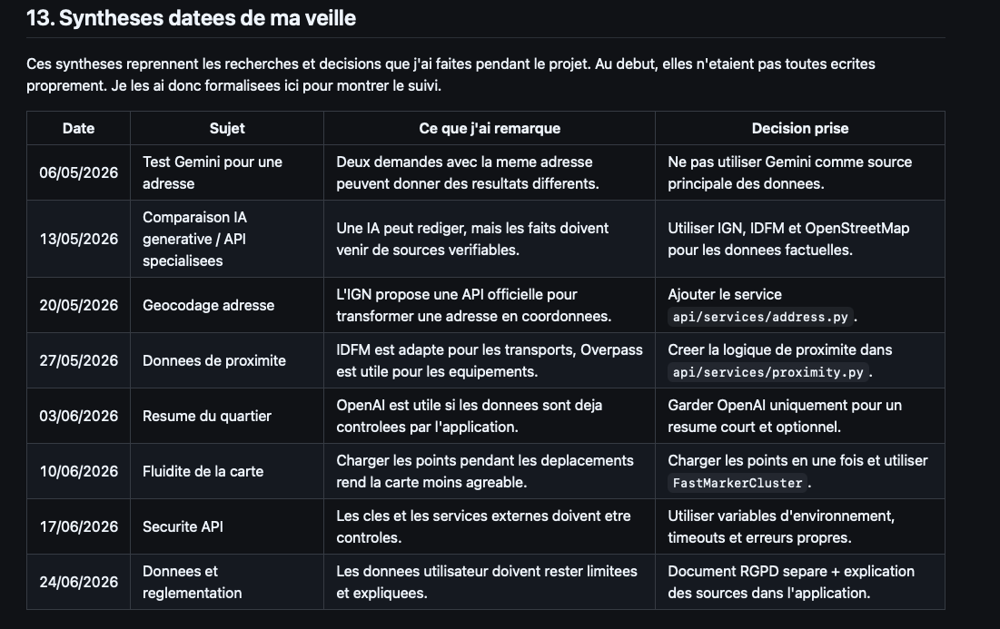 13. Syntheses datees de ma veille
Ces syntheses reprennent les recherches et decisions que j'ai faites pendant le projet. Au debut, elles n'etaient pas toutes ecrites
proprement. Je les ai donc formalisees ici pour montrer le suivi.
Date Sujet Ce que j'ai remarque Decision prise
06/05/2026
Test Gemini pour une
adresse
Deux demandes avec la meme adresse
peuvent donner des resultats differents.
Ne pas utiliser Gemini comme source
principale des donnees.
13/05/2026
Comparaison IA
generative / API
specialisees
Une IA peut rediger, mais les faits doivent
venir de sources verifiables.
Utiliser IGN, IDFM et OpenStreetMap
pour les donnees factuelles.
20/05/2026
Geocodage adresse
L'IGN propose une API officielle pour
transformer une adresse en coordonnees.
Ajouter le service
api/services/address.py.
27/05/2026
Donnees de proximite
IDFM est adapte pour les transports, Overpass
est utile pour les equipements.
Creer la logique de proximite dans
api/services/proximity.py.
03/06/2026
Resume du quartier
OpenAI est utile si les donnees sont deja
controlees par l'application.
Garder OpenAI uniquement pour un
resume court et optionnel.
10/06/2026
Fluidite de la carte
Charger les points pendant les deplacements
rend la carte moins agreable.
Charger les points en une fois et utiliser
FastMarkerCluster.
17/06/2026
Securite API
Les cles et les services externes doivent etre
controles.
Utiliser variables d'environnement,
timeouts et erreurs propres.
24/06/2026
Donnees et
reglementation
Les donnees utilisateur doivent rester limitees
et expliquees.
Document RGPD separe + explication
des sources dans l'application.